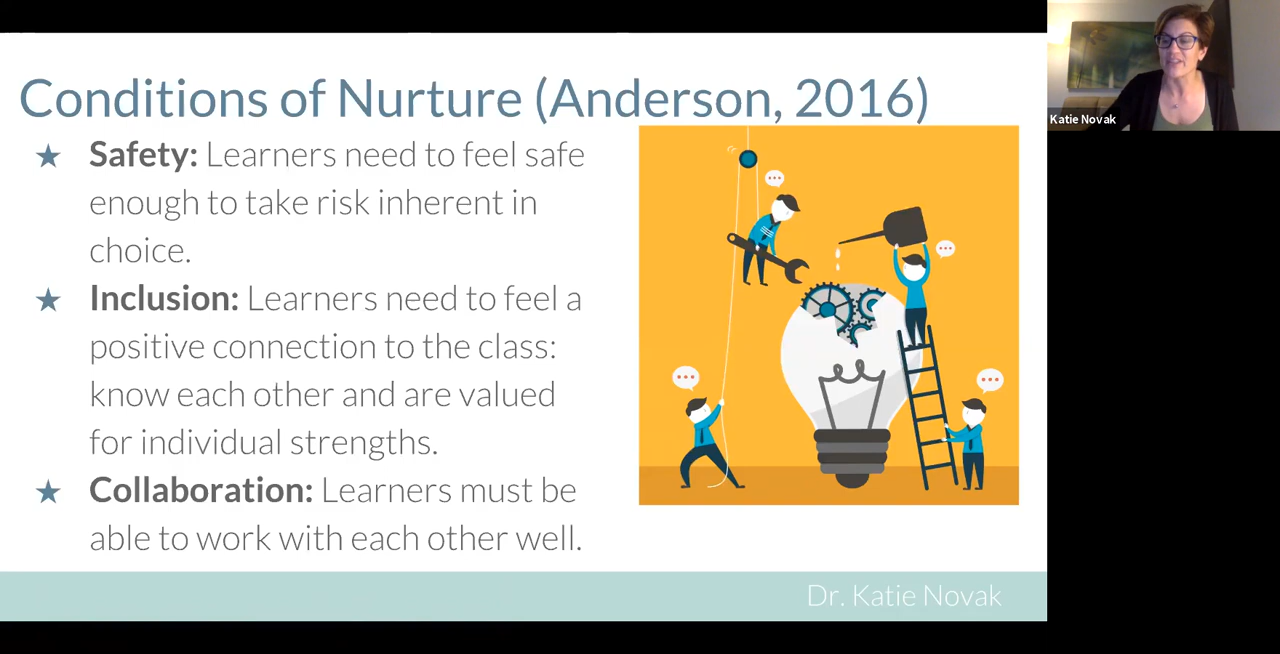 Conditions of Nurture (Anderson, 2016)
★ Safety: Learners need to feel safe
enough to take risk inherent in
choice.
★ Inclusion: Learners need to feel a
positive connection to the class:
know each other and are valued
for individual strengths.
★ Collaboration: Learners must be
able to work with each other well.
Dr. Katie Novak
Katie Novak